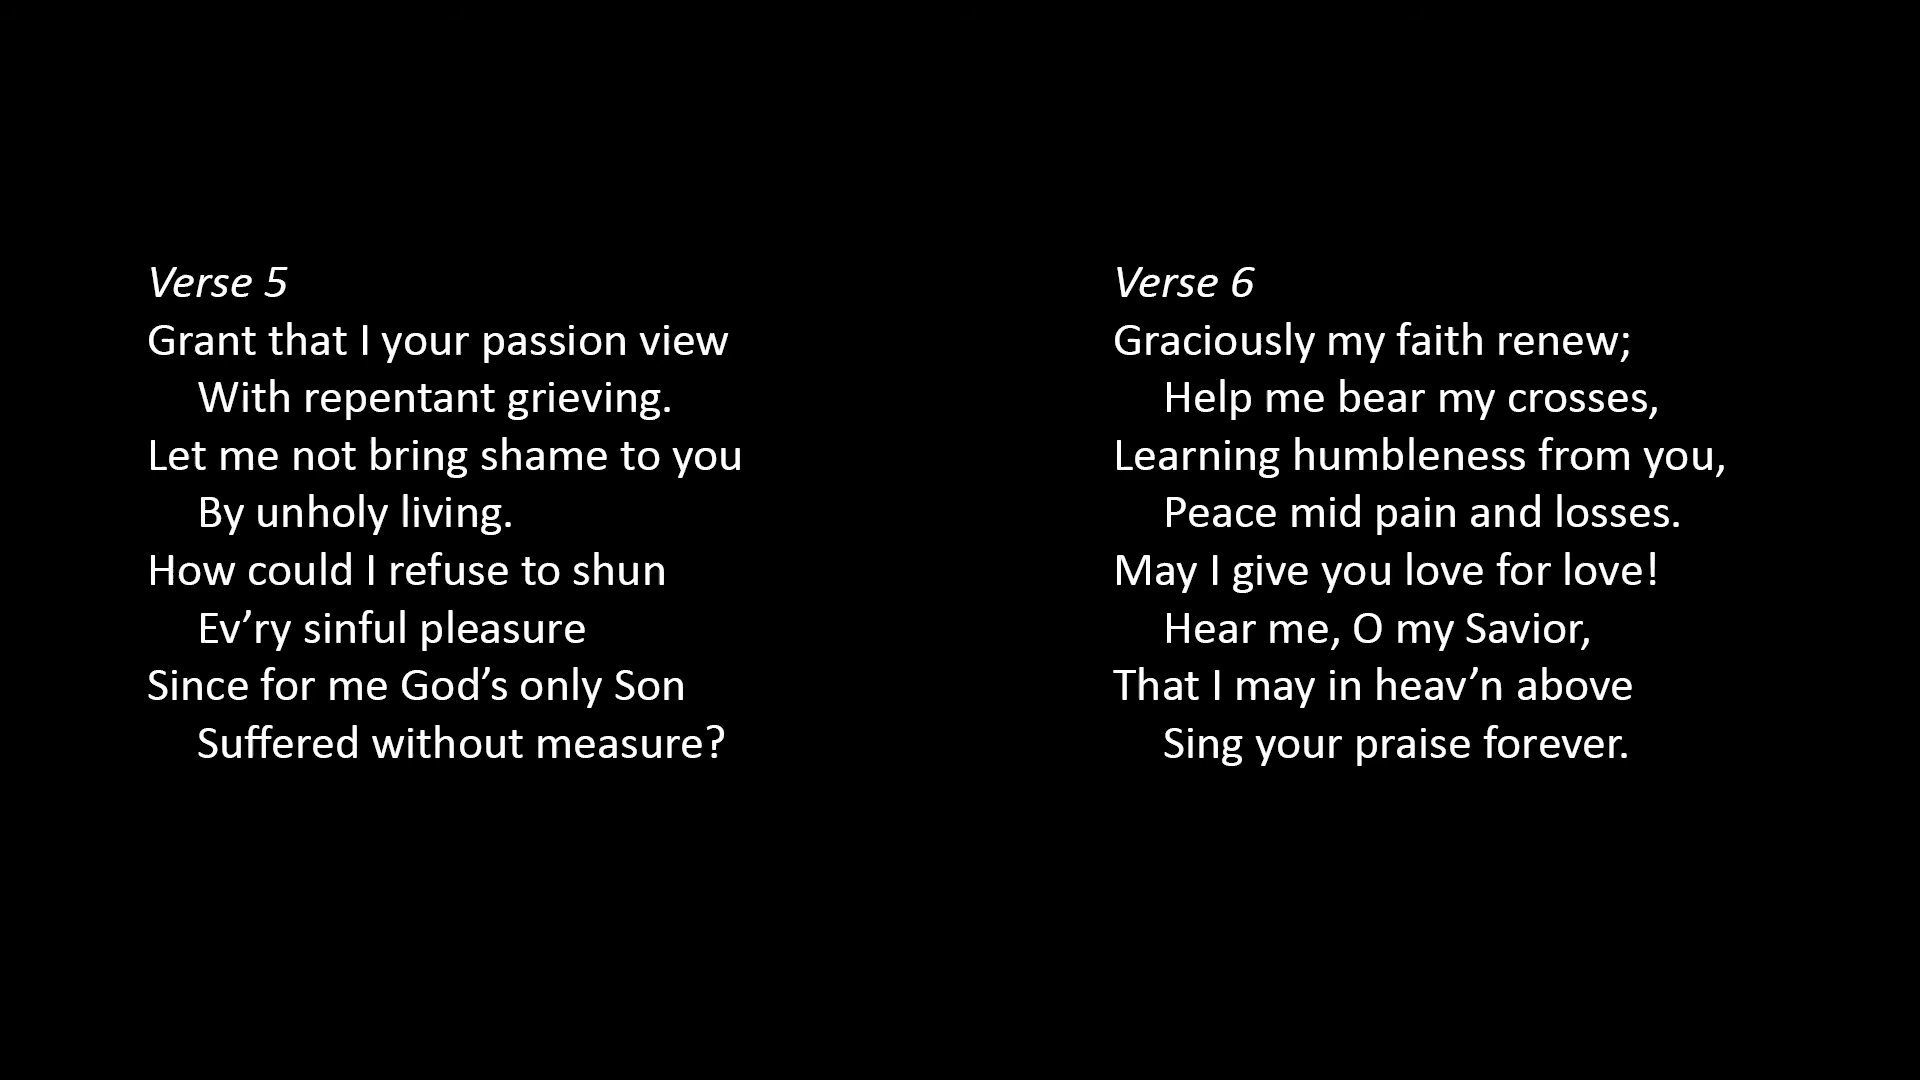 Verse 5
Grant that I your passion view
With repentant grieving.
Let me not bring shame to you
By unholy living.
How could I refuse to shun
Ev’ry sinful pleasure
Since for me God’s only Son
Suffered without measure?
Verse 6
Graciously my faith renew;
Help me bear my crosses,
Learning humbleness from you,
Peace mid pain and losses.
May I give you love for love!
Hear me, O my Savior,
That I may in heav’n above
Sing your praise forever.